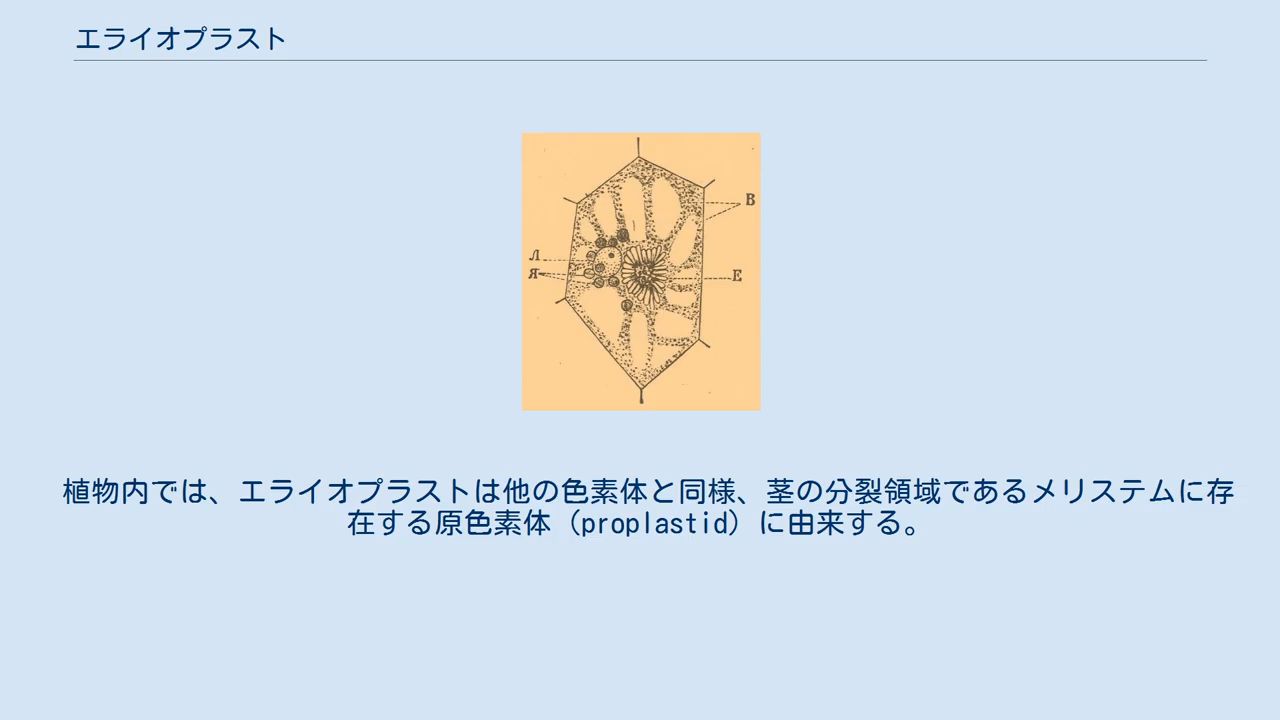 エライオプラスト
В
Л
Я
Е
植物内では、エライオプラストは他の色素体と同様、茎の分裂領域であるメリステムに存
在する原色素体（proplastid）に由来する。